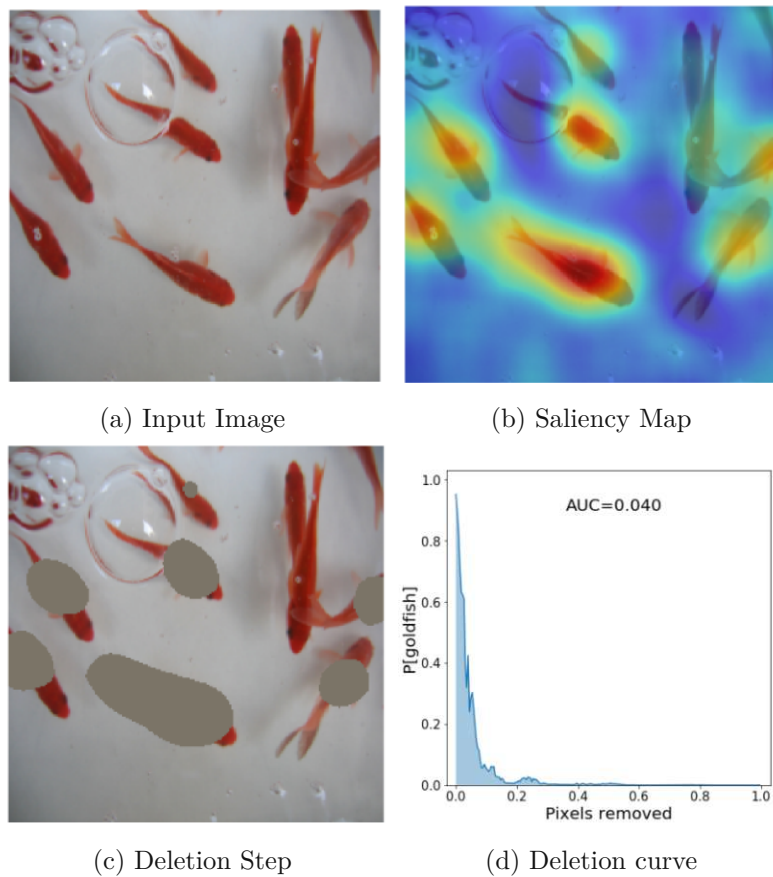 (a) Input Image
(b) Saliency Map
1.0
AUC=0.040
0.8
0.6
P[goldfish]
0.4
0.2
0.0
0.0 0.2 0.4 0.6 0.8 1.0
Pixels removed
(c) Deletion Step
(d) Deletion curve